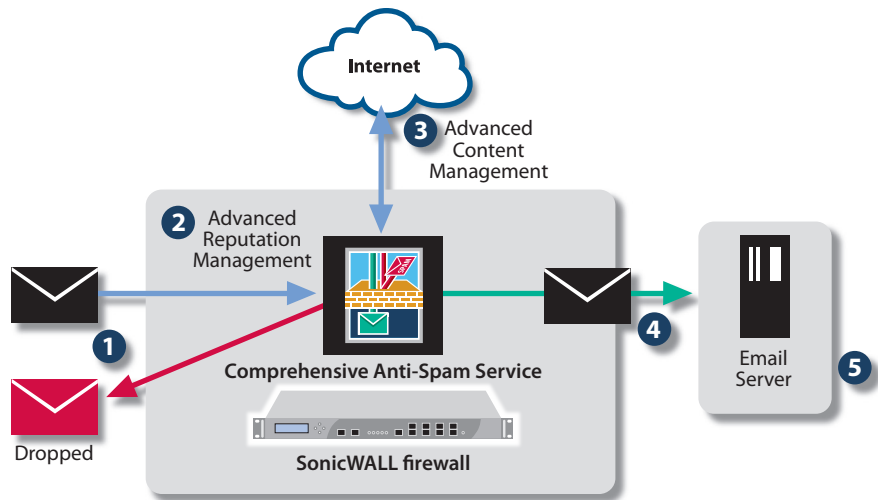 Internet
3
Advanced
Content
Management
2
Advanced
Reputation
Management
SPAM
1
4
Comprehensive Anti-Spam Service
Email
Server
5
Dropped
SonicWALL firewall